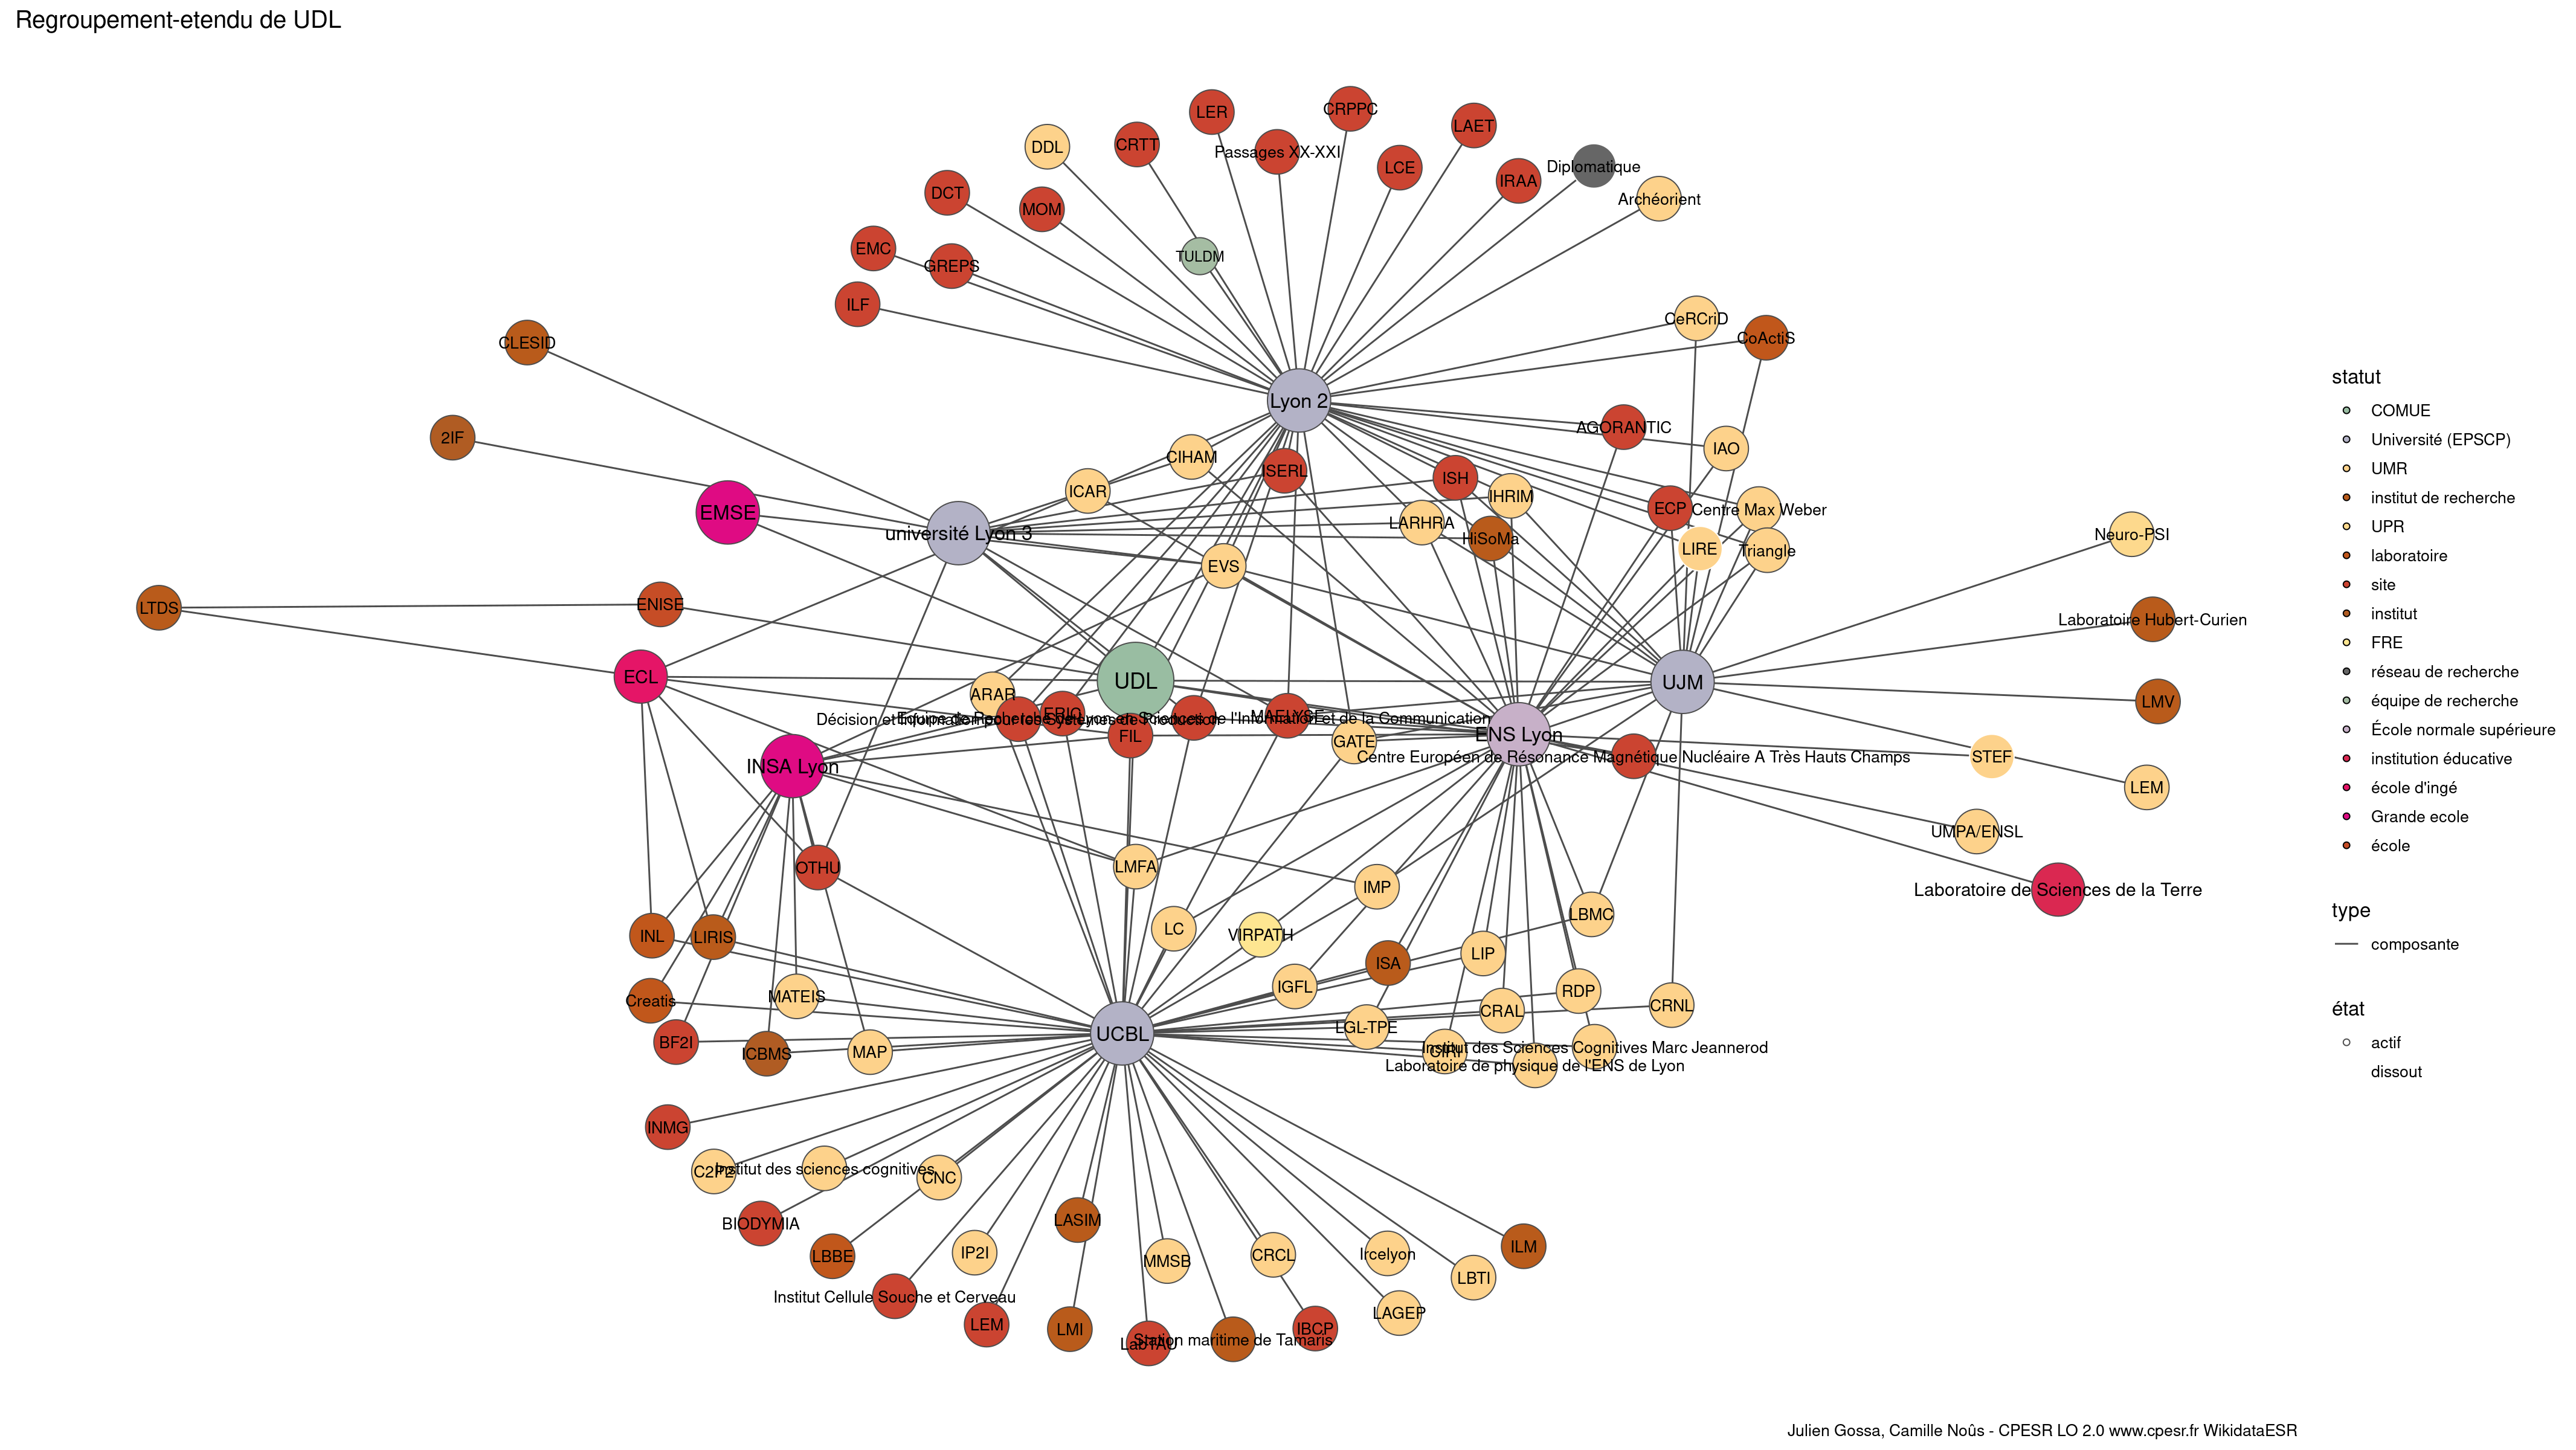 Regroupement-etendu de UDL
LER
CRPPC
LAET
CRTT
DDL
Passages XX-XXI
LCE
Diplomatique
IRAA
DCT
Archéorient
MOM
EMC
TULDM
GREPS
ILF
CeRCriD
CLESID
CoActiS
Lyon 2
AGORANTIC
2IF
IAO
CIHAM
ISERL
ISH
ICAR
IHRIM
ECP
Centre Max Weber
EMSE
LARHRA
université Lyon 3
HiSoMa
Neuro-PSI
LIRE
Triangle
EVS
LTDS
ENISE
Laboratoire Hubert-Curien
ECL
UDL
UJM
ARAR
LMV
ERIC
MAELYSE
Décision et Information pour les Systèmes de Production
Equipe de Recherche de Lyon en Sciences de l'Information et de la Communication
FIL
ENS Lyon
GATE
Centre Européen de Résonance Magnétique Nucléaire A Très Hauts Champs
STEF
INSA Lyon
LEM
UMPA/ENSL
OTHU
LMFA
IMP
Laboratoire de Sciences de la Terre
LBMC
LC
VIRPATH
INL
LIRIS
LIP
ISA
IGFL
RDP
Creatis
MATEIS
CRAL
CRNL
LGL-TPE
UCBL
BF2I
ICBMS
MAP
CIRI
Institut des Sciences Cognitives Marc Jeannerod
Laboratoire de physique de l'ENS de Lyon
INMG
C2P2
Institut des sciences cognitives
CNC
BIODYMIA
LASIM
LBBE
IP2I
MMSB
CRCL
Ircelyon
ILM
LBTI
Institut Cellule Souche et Cerveau
LEM
LMI
LabTAU
Station maritime de Tamaris
IBCP
LAGEP
statut
COMUE
Université (EPSCP)
UMR
institut de recherche
UPR
laboratoire
site
institut
FRE
réseau de recherche
équipe de recherche
École normale supérieure
institution éducative
école d'ingé
Grande ecole
école
type
composante
état
actif
dissout
Julien Gossa, Camille Noûs - CPESR LO 2.0 www.cpesr.fr WikidataESR